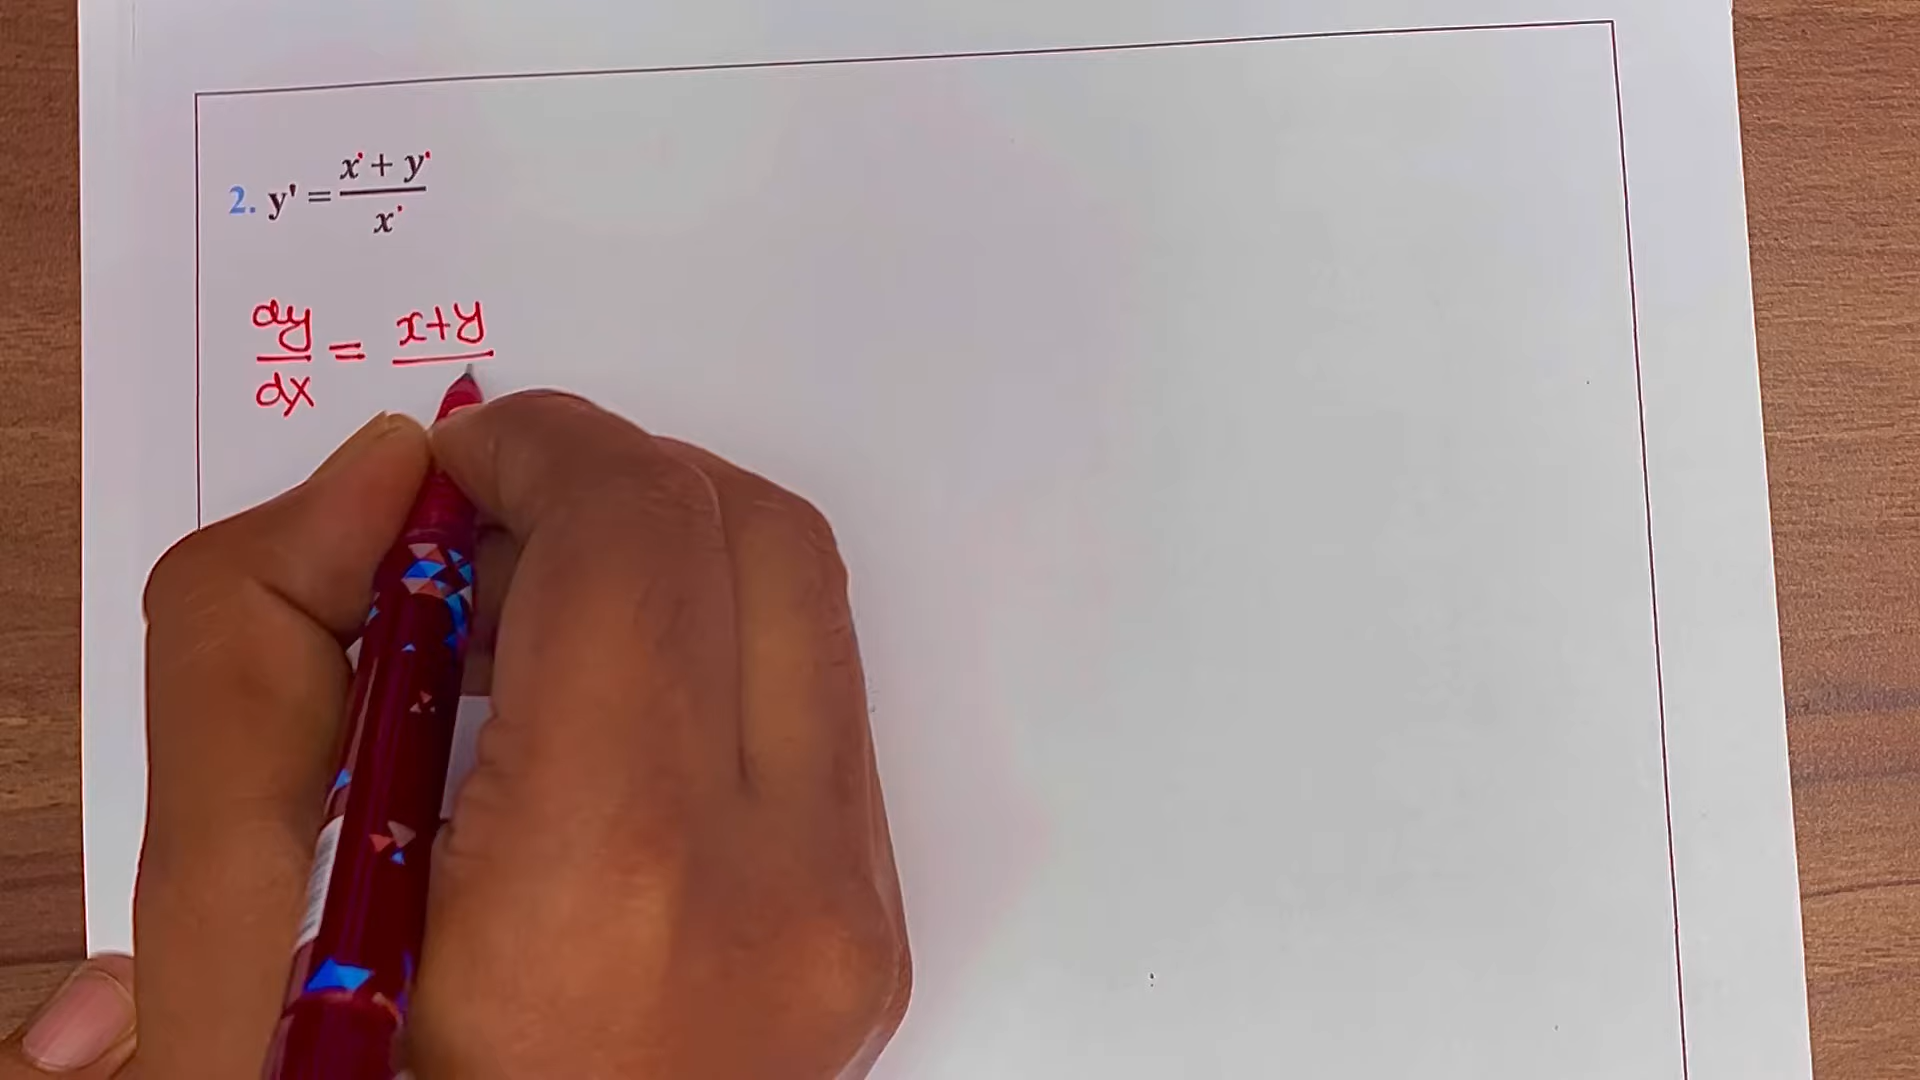 2. y' = x + y / x
dy/dx = x+y